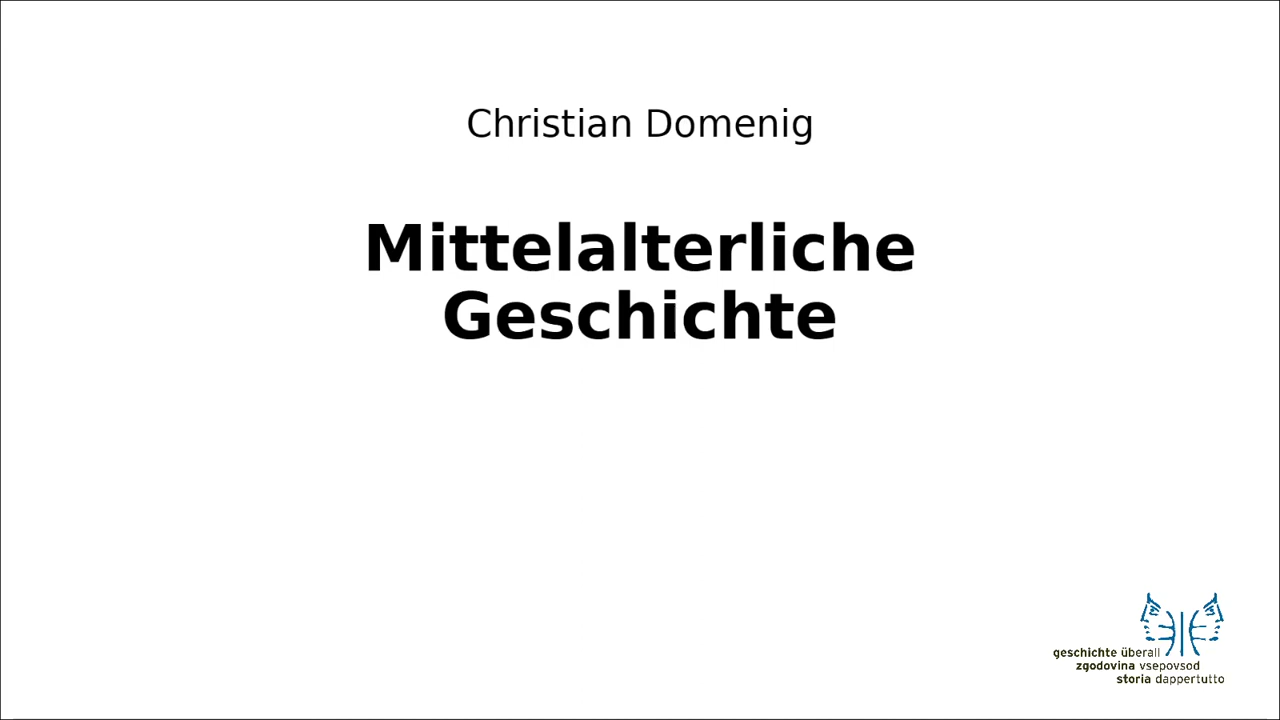 Christian Domenig
Mittelalterliche
Geschichte
geschichte überall
zgodovina vsepovsod
storia dappertutto